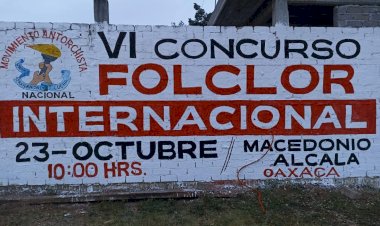 MOVIMIENTO ANTORCHISTA
NACIONAL
VI CONCURSO
FOLCLOR
INTERNACIONAL
23-OCTUBRE // MACEDONIO
10:00 HRS. ALCALA
OAXACA